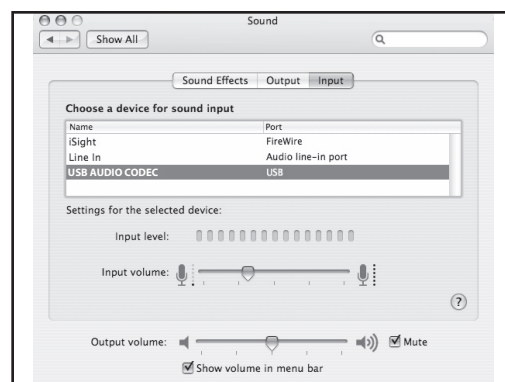 Sound
Show All
Sound Effects Output Input
Choose a device for sound input
Name Port
iSight FireWire
Line In Audio line-in port
USB AUDIO CODEC USB
Settings for the selected device:
Input level:
Input volume:
?
Output volume: Mute
Show volume in menu bar